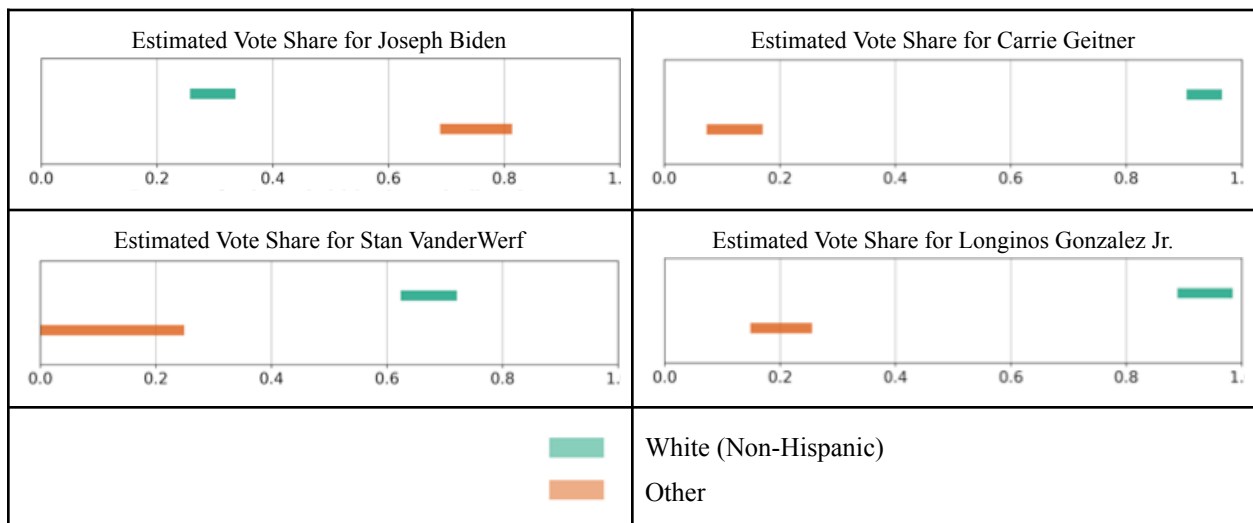 Estimated Vote Share for Joseph Biden
0.0 0.2 0.4 0.6 0.8 1.
Estimated Vote Share for Carrie Geitner
0.0 0.2 0.4 0.6 0.8 1.
Estimated Vote Share for Stan VanderWerf
0.0 0.2 0.4 0.6 0.8 1.
Estimated Vote Share for Longinos Gonzalez Jr.
0.0 0.2 0.4 0.6 0.8 1.
White (Non-Hispanic)
Other